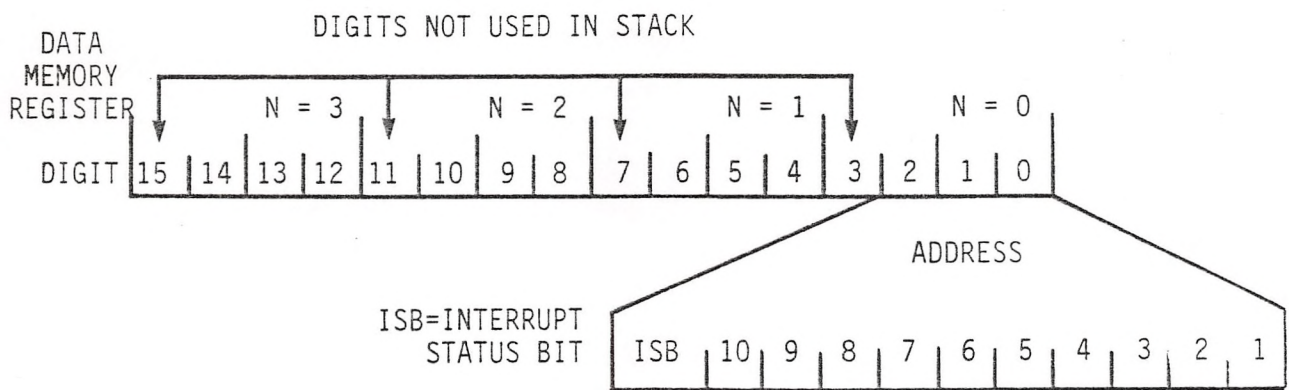 DIGITS NOT USED IN STACK
DATA
MEMORY
REGISTER N = 3 N = 2 N = 1 N = 0
DIGIT 15 14 13 12 11 10 9 8 7 6 5 4 3 2 1 0
ADDRESS
ISB=INTERRUPT
STATUS BIT ISB 10 9 8 7 6 5 4 3 2 1